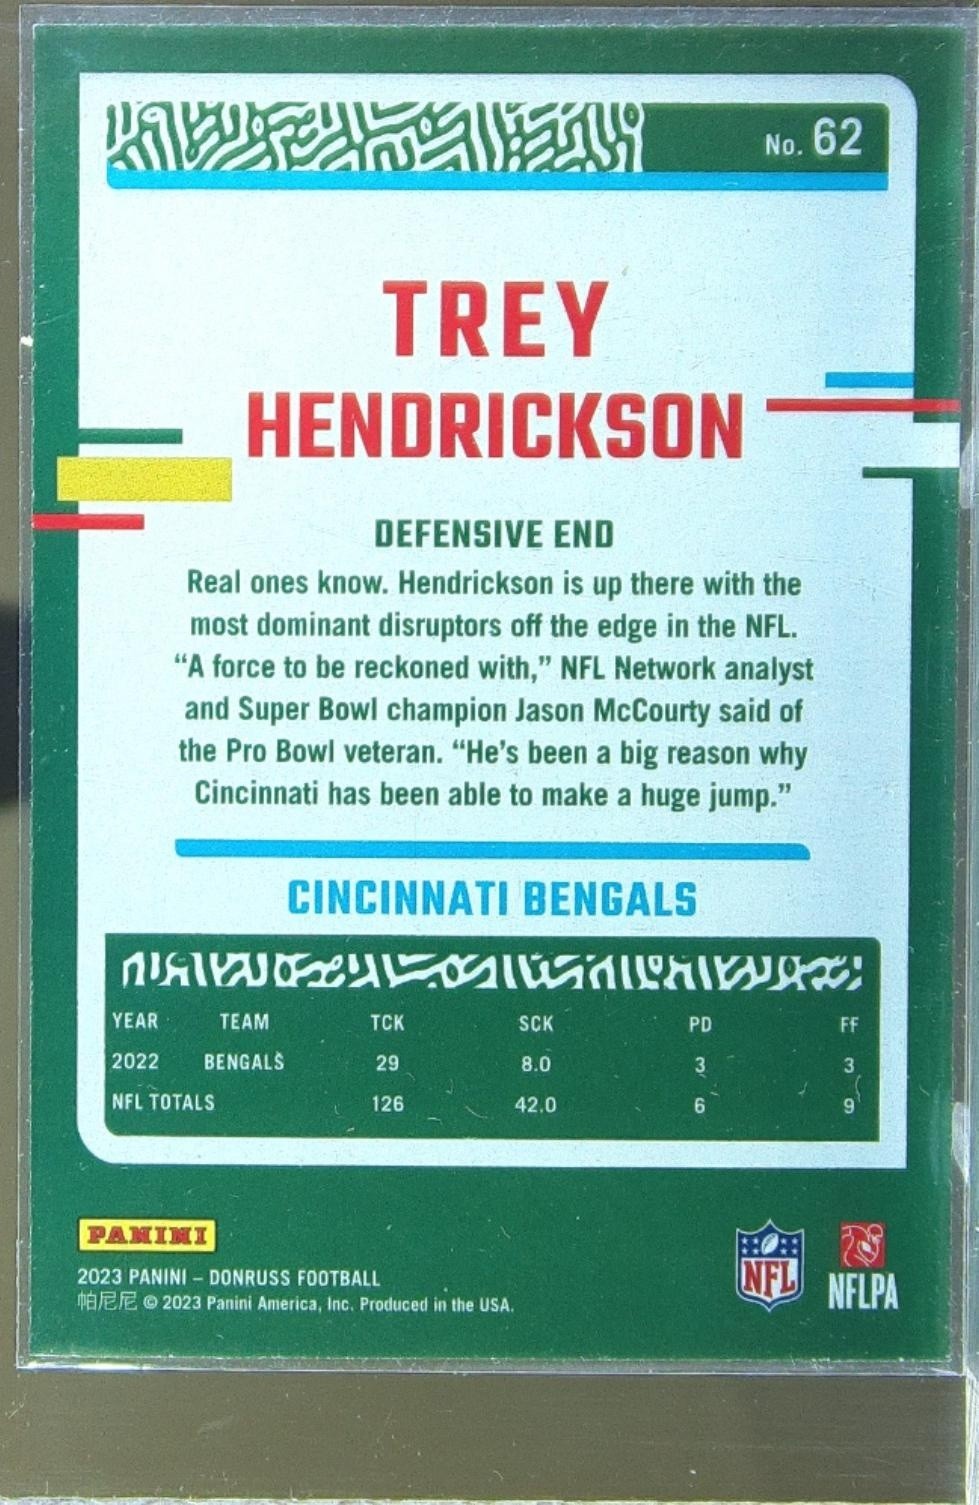 No. 62
TREY
HENDRICKSON
DEFENSIVE END
Real ones know. Hendrickson is up there with the
most dominant disruptors off the edge in the NFL.
“A force to be reckoned with,” NFL Network analyst
and Super Bowl champion Jason McCourty said of
the Pro Bowl veteran. “He’s been a big reason why
Cincinnati has been able to make a huge jump.”
CINCINNATI BENGALS
YEAR TEAM TCK SCK PD FF
2022 BENGALS 29 8.0 3 3
NFL TOTALS 126 42.0 6 9
PANINI
2023 PANINI – DONRUSS FOOTBALL
帕尼尼 © 2023 Panini America, Inc. Produced in the USA.
NFL
NFLPA